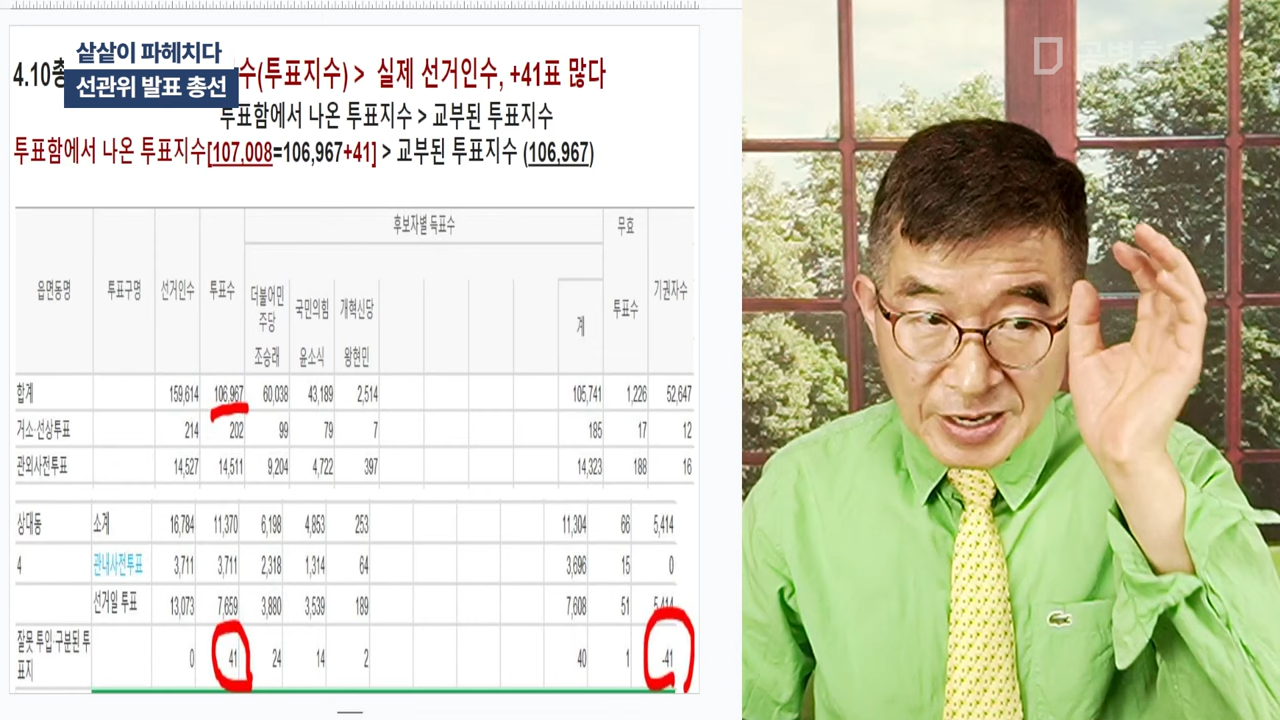 살살이 파헤치다
선관위 발표 총선
4.10총 수(투표지수) > 실제 선거인수, +41표 많다
투표함에서 나온 투표지수 > 교부된 투표지수
투표함에서 나온 투표지수[107,008=106,967+41] > 교부된 투표지수 (106,967)
읍면동명 투표구명 선거인수 투표수 후보자별 득표수 무효 투표수 기권자수
더불어민주당 조승래 국민의힘 윤소식 개혁신당 왕현민 계
합계 159,614 106,967 60,038 43,189 2,514 105,741 1,226 52,647
거소·선상투표 214 202 99 79 7 185 17 12
관외사전투표 14,527 14,511 9,204 4,722 397 14,323 188 16
상대동 소계 16,784 11,370 6,198 4,853 253 11,304 66 5,414
4 관내사전투표 3,711 3,711 2,318 1,314 64 3,696 15 0
선거일 투표 13,073 7,659 3,880 3,539 189 7,608 51 5,414
잘못 투입·구분된 투표지 0 41 24 14 2 40 1 -41